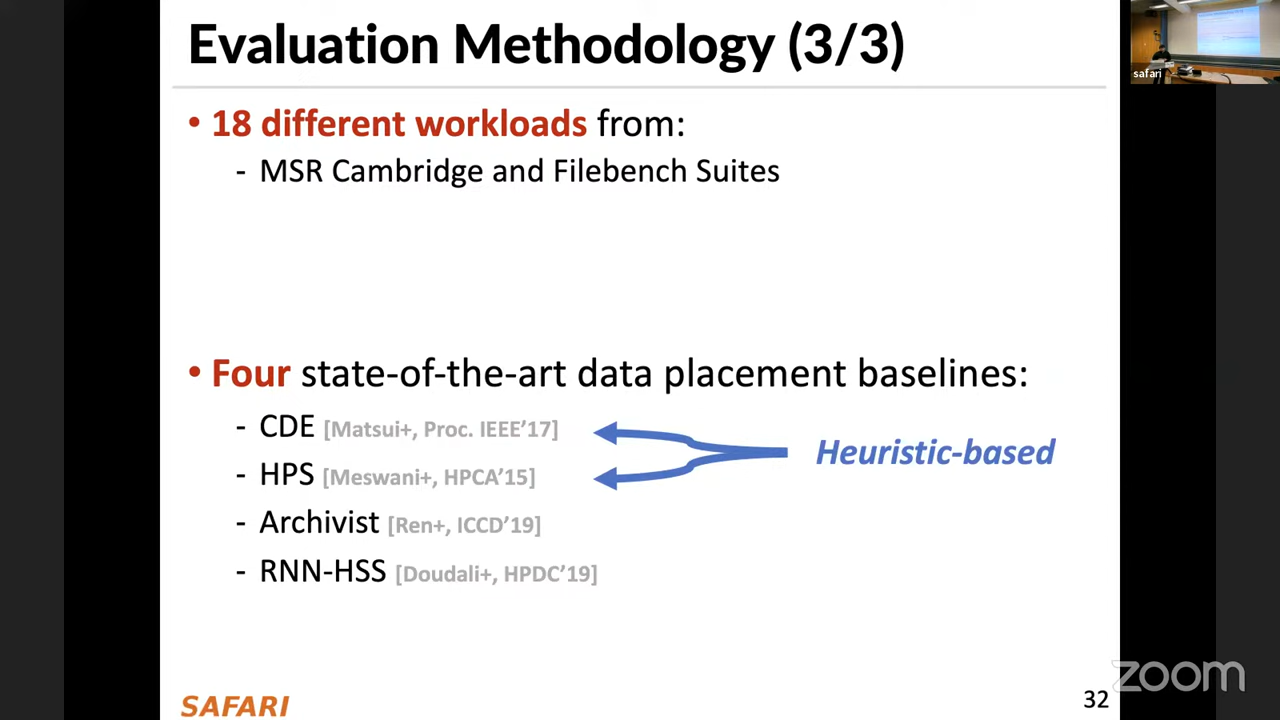 Evaluation Methodology (3/3)
safari
• 18 different workloads from:
- MSR Cambridge and Filebench Suites
• Four state-of-the-art data placement baselines:
- CDE [Matsui+, Proc. IEEE’17]
- HPS [Meswani+, HPCA’15]
Heuristic-based
- Archivist [Ren+, ICCD’19]
- RNN-HSS [Doudali+, HPDC’19]
SAFARI
32
zoom